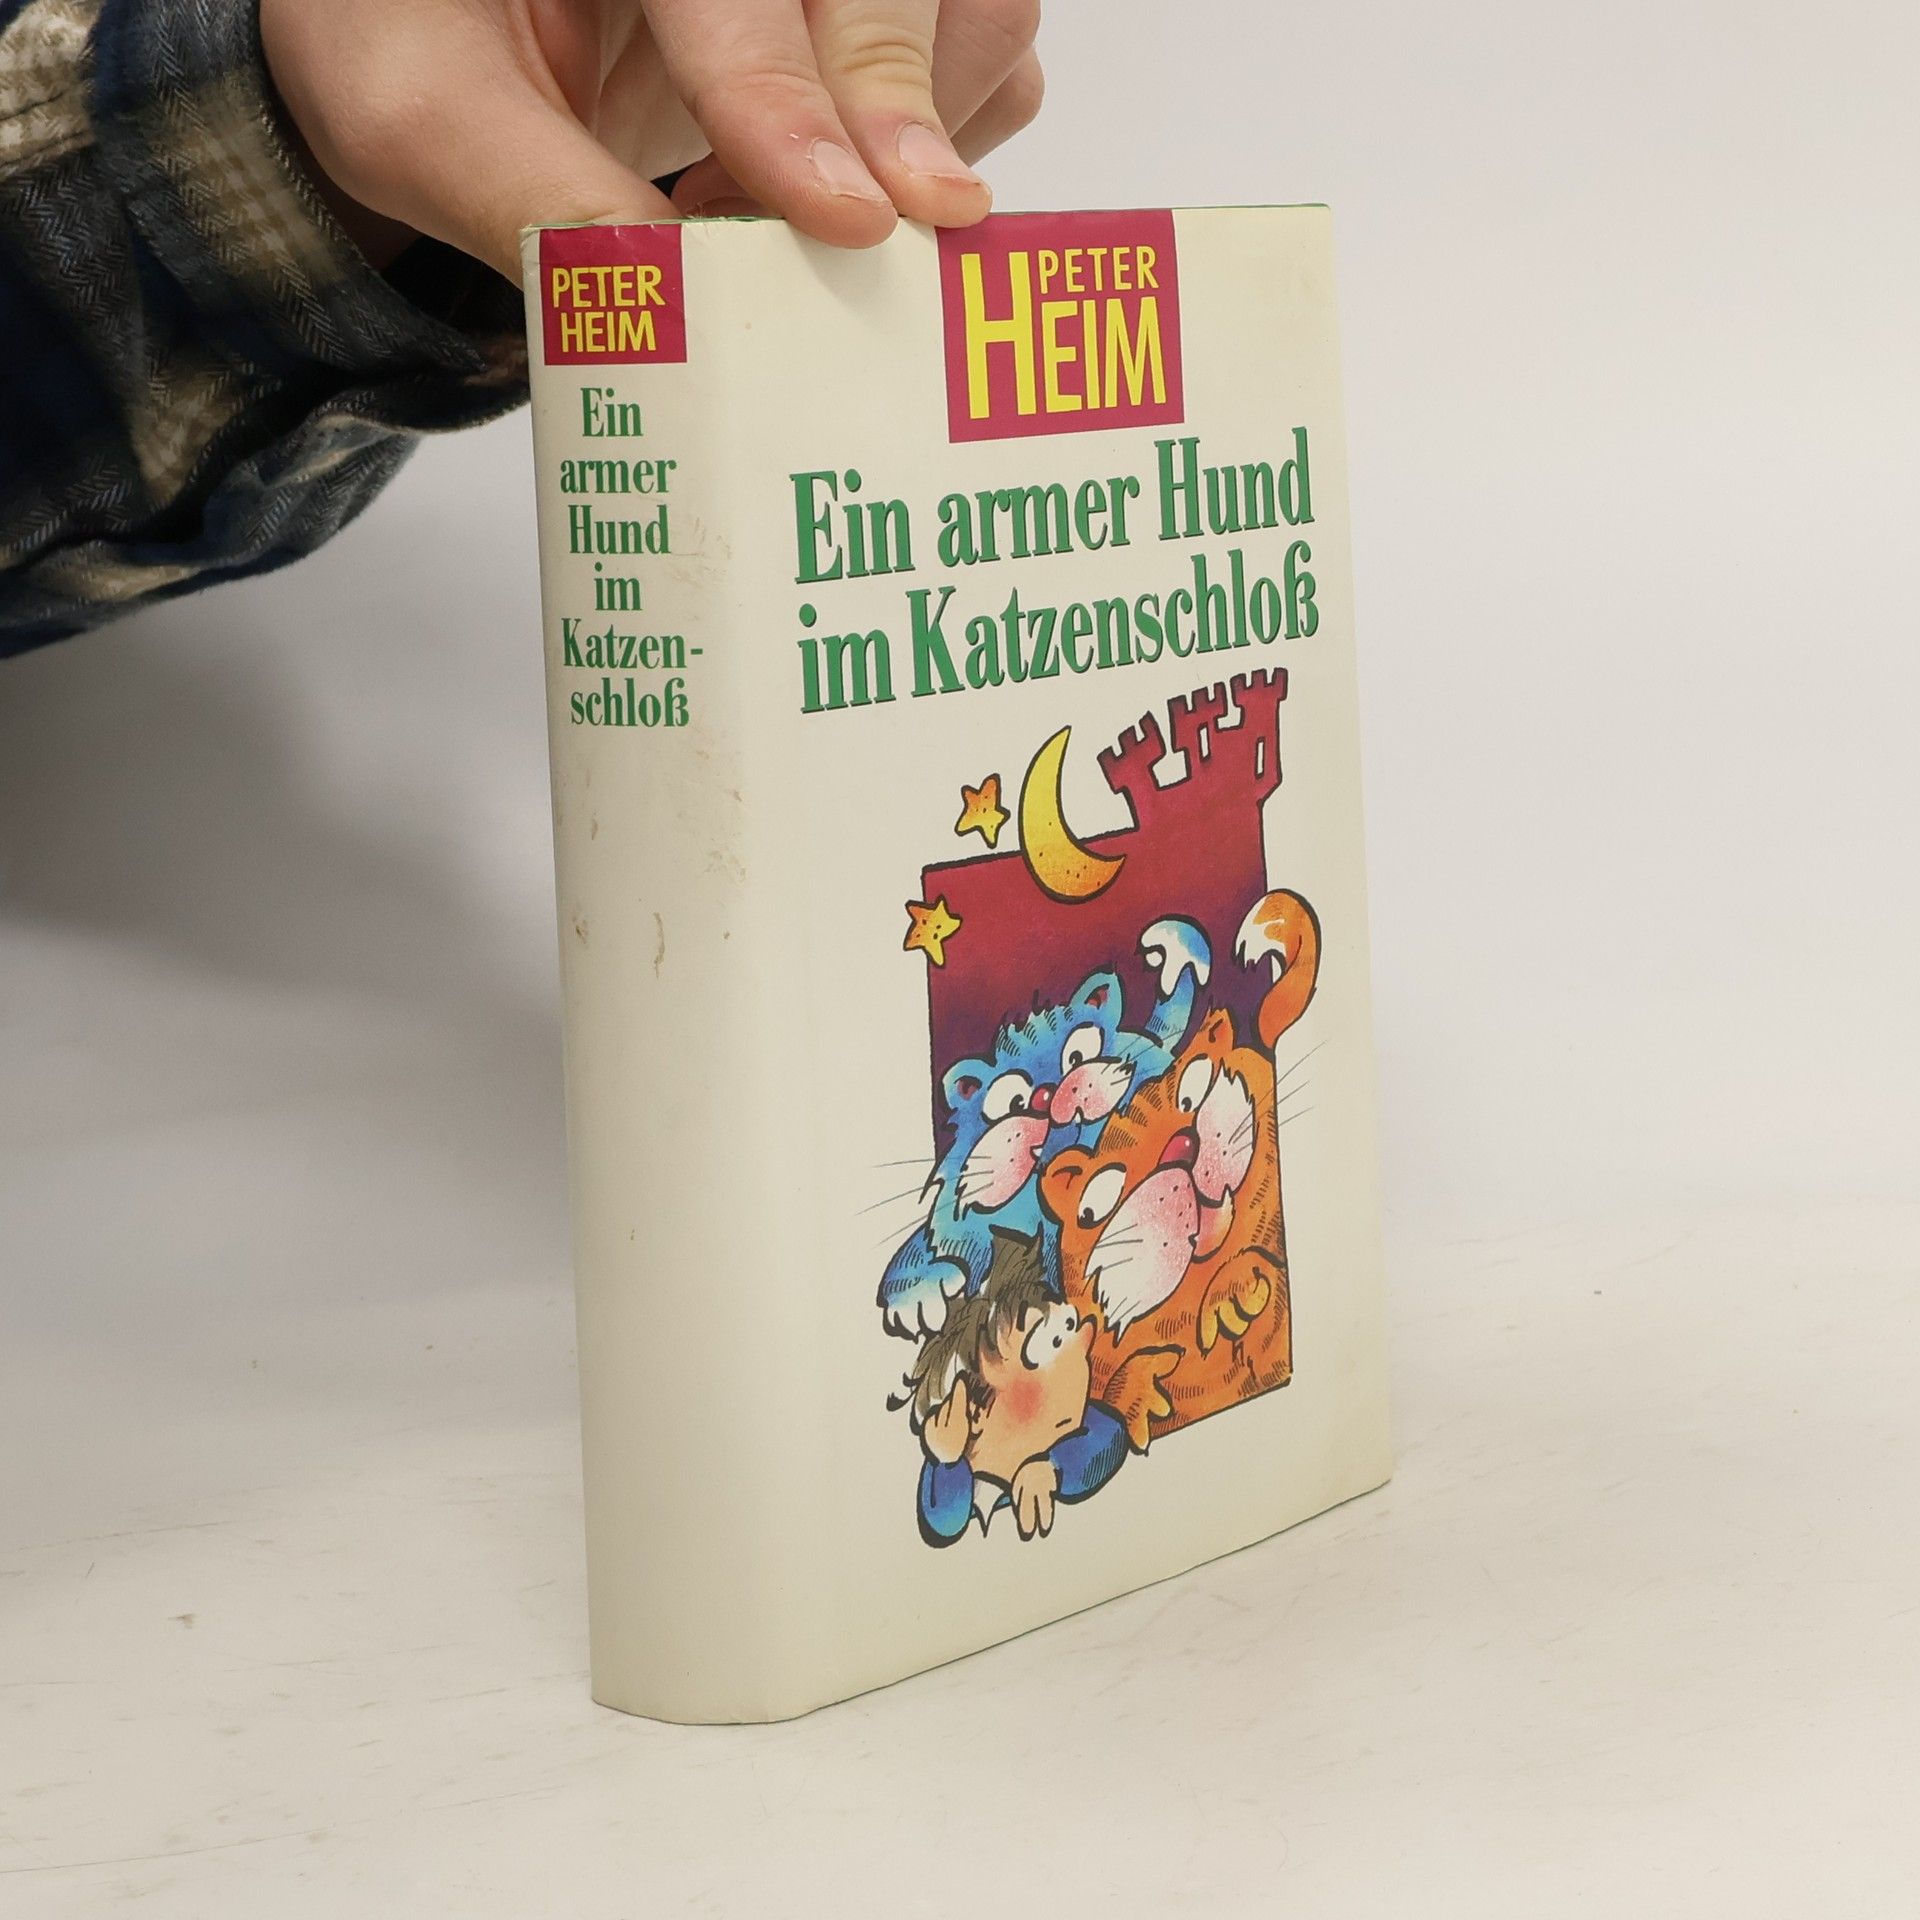 PETER
HEIM
Ein
armer
Hund
im
Katzen-
schloß
PETER
HEIM
Ein armer Hund
im Katzenschloß